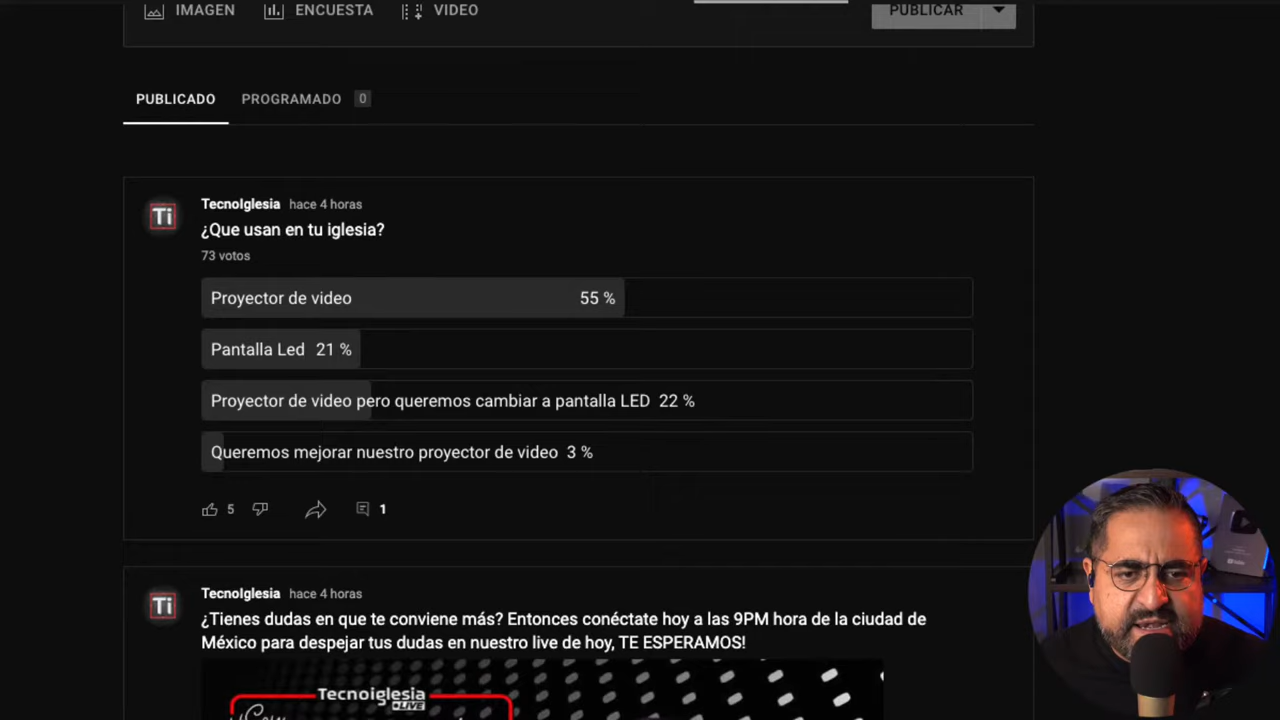 IMAGEN ENCUESTA VIDEO PUBLICAR
PUBLICADO PROGRAMADO 0
Ti
TecnoIglesia hace 4 horas
¿Que usan en tu iglesia?
73 votos
Proyector de video 55 %
Pantalla Led 21 %
Proyector de video pero queremos cambiar a pantalla LED 22 %
Queremos mejorar nuestro proyector de video 3 %
5 1
Ti
TecnoIglesia hace 4 horas
¿Tienes dudas en que te conviene más? Entonces conéctate hoy a las 9PM hora de la ciudad de
México para despejar tus dudas en nuestro live de hoy, TE ESPERAMOS!
Tecnoiglesia
LIVE